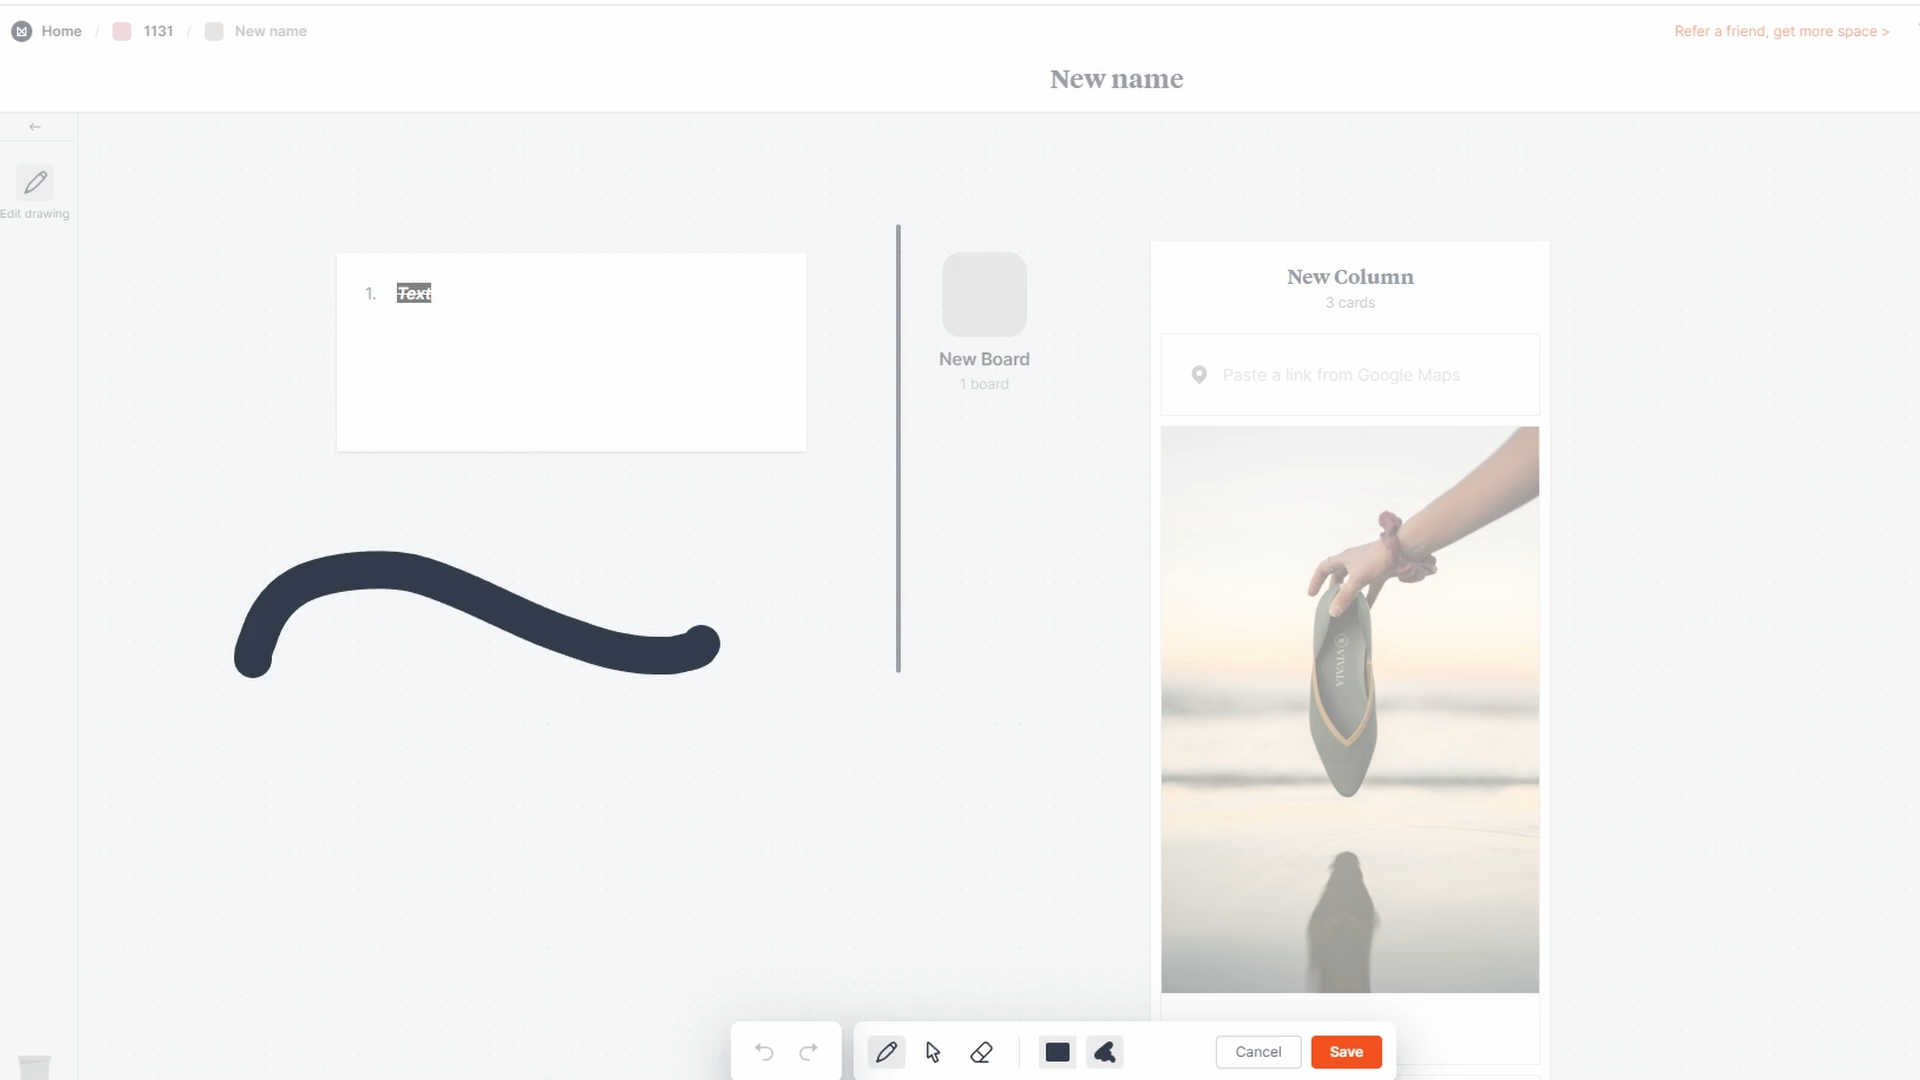 Home / 1131 / New name
Refer a friend, get more space >
New name
Edit drawing
1. Text
New Board
1 board
New Column
3 cards
Paste a link from Google Maps
VIVAIA
Cancel
Save